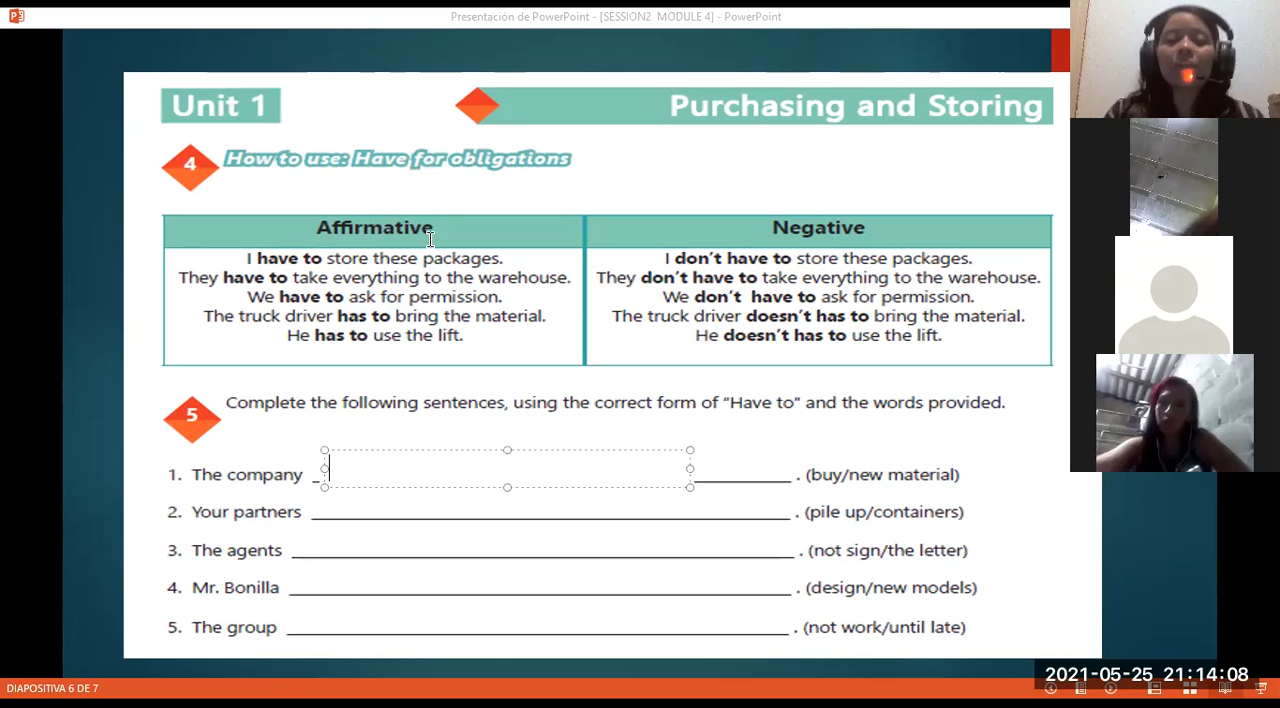 Presentación de PowerPoint - [SESSION2 MODULE 4] - PowerPoint
Unit 1
Purchasing and Storing
4
How to use: Have for obligations
Affirmative
Negative
I have to store these packages.
They have to take everything to the warehouse.
We have to ask for permission.
The truck driver has to bring the material.
He has to use the lift.
I don't have to store these packages.
They don't have to take everything to the warehouse.
We don't have to ask for permission.
The truck driver doesn't has to bring the material.
He doesn't has to use the lift.
5
Complete the following sentences, using the correct form of "Have to" and the words provided.
1. The company _ ________ . (buy/new material)
2. Your partners ________ . (pile up/containers)
3. The agents ________ . (not sign/the letter)
4. Mr. Bonilla ________ . (design/new models)
5. The group ________ . (not work/until late)
2021-05-25 21:14:08
DIAPOSITIVA 6 DE 7